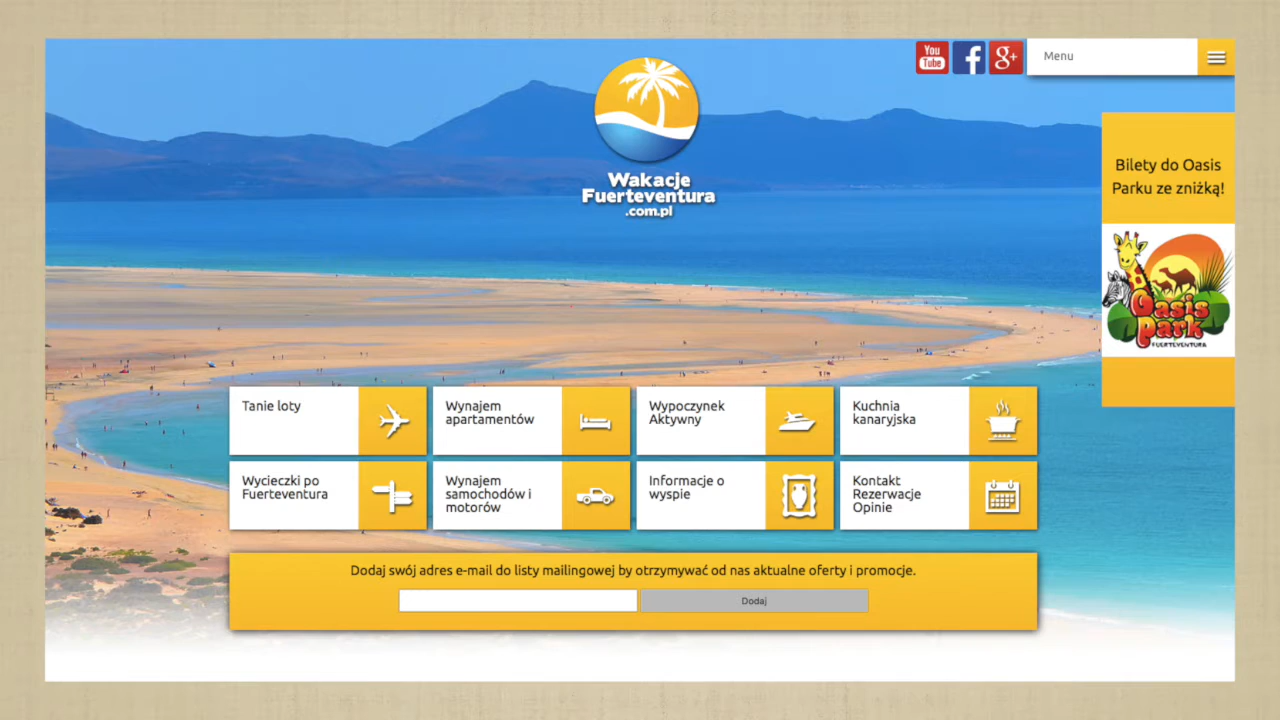 You
Tube
f
g+
Menu
Wakacje
Fuerteventura
.com.pl
Bilety do Oasis
Parku ze zniżką!
Oasis
Park
FUERTEVENTURA
Tanie loty
Wynajem
apartamentów
Wypoczynek
Aktywny
Kuchnia
kanaryjska
Wycieczki po
Fuerteventura
Wynajem
samochodów i
motorów
Informacje o
wyspie
Kontakt
Rezerwacje
Opinie
Dodaj swój adres e-mail do listy mailingowej by otrzymywać od nas aktualne oferty i promocje.
Dodaj